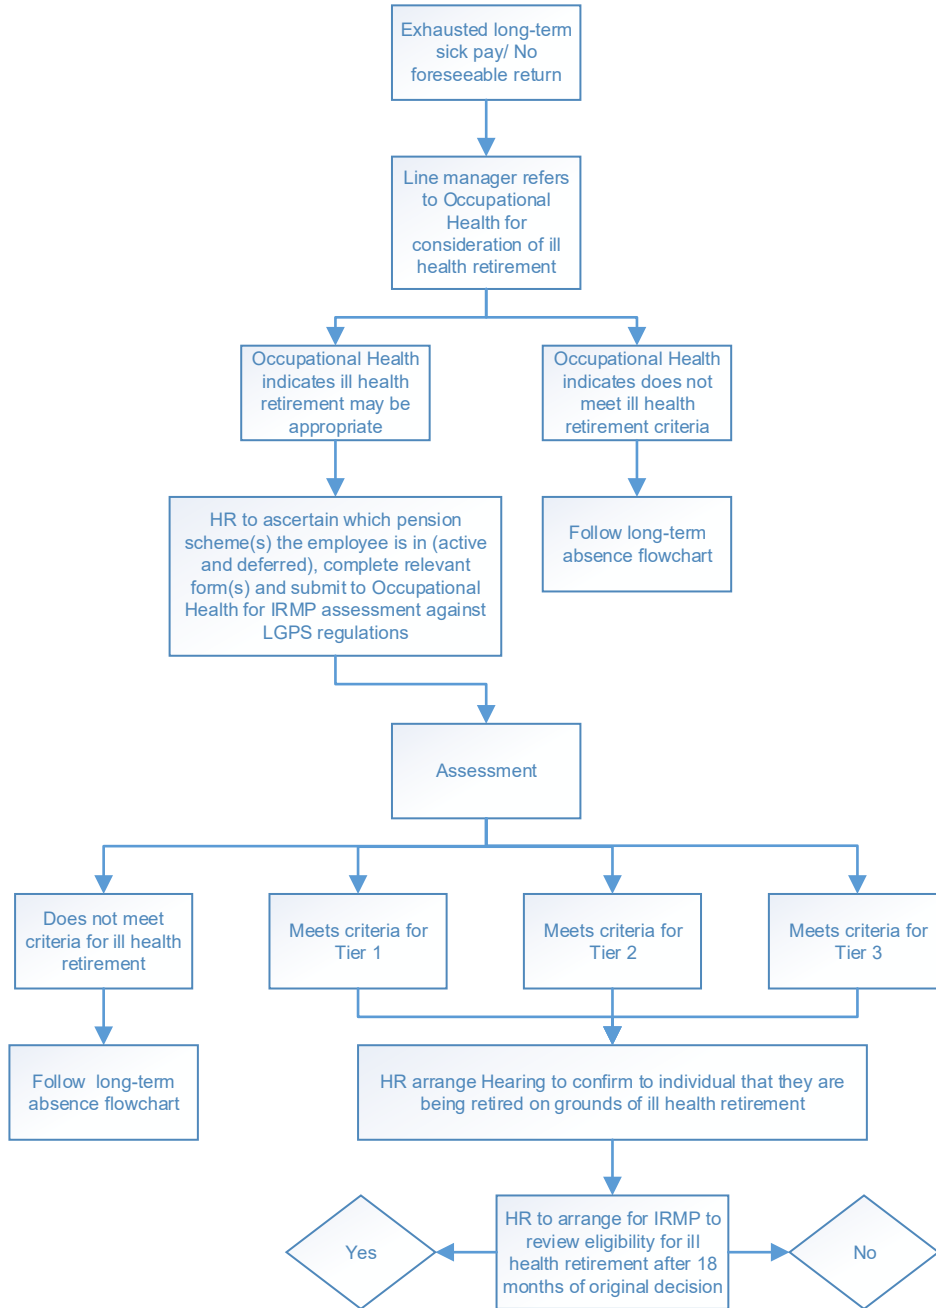 Exhausted long-term
sick pay/ No
foreseeable return
Line manager refers
to Occupational
Health for
consideration of ill
health retirement
Occupational Health
indicates ill health
retirement may be
appropriate
Occupational Health
indicates does not
meet ill health
retirement criteria
HR to ascertain which pension
scheme(s) the employee is in (active
and deferred), complete relevant
form(s) and submit to Occupational
Health for IRMP assessment against
LGPS regulations
Follow long-term
absence flowchart
Assessment
Does not meet
criteria for ill health
retirement
Meets criteria for
Tier 1
Meets criteria for
Tier 2
Meets criteria for
Tier 3
Follow long-term
absence flowchart
HR arrange Hearing to confirm to individual that they are
being retired on grounds of ill health retirement
Yes
HR to arrange for IRMP to
review eligibility for ill
health retirement after 18
months of original decision
No